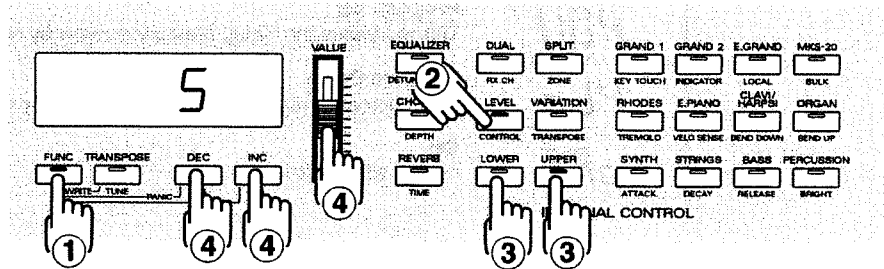 VALUE EQUALIZER DUAL SPLIT GRAND 1 GRAND 2 E.GRAND MKS-20
5 ② RX CH ZONE KEY TOUCH INDICATOR LOCAL BULK
LEVEL VARIATION RHODES E.PIANO CLAVI/HARPSI ORGAN
DEPTH CONTROL TRANSPOSE TREMOLO VELO SENSE BEND DOWN BEND UP
FUNC TRANSPOSE DEC INC REVERB LOWER UPPER SYNTH STRINGS BASS PERCUSSION
WRITE TUNE PANIC ④ TIME ATTACK DECAY RELEASE BRIGHT
CONTROL
① ④ ④ ③ ③